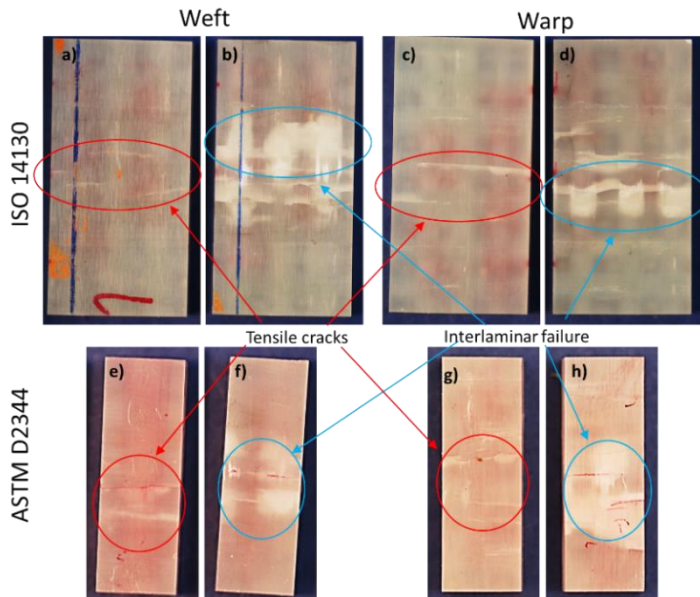 Weft
Warp
ISO 14130
a)
b)
c)
d)
Tensile cracks
Interlaminar failure
ASTM D2344
e)
f)
g)
h)